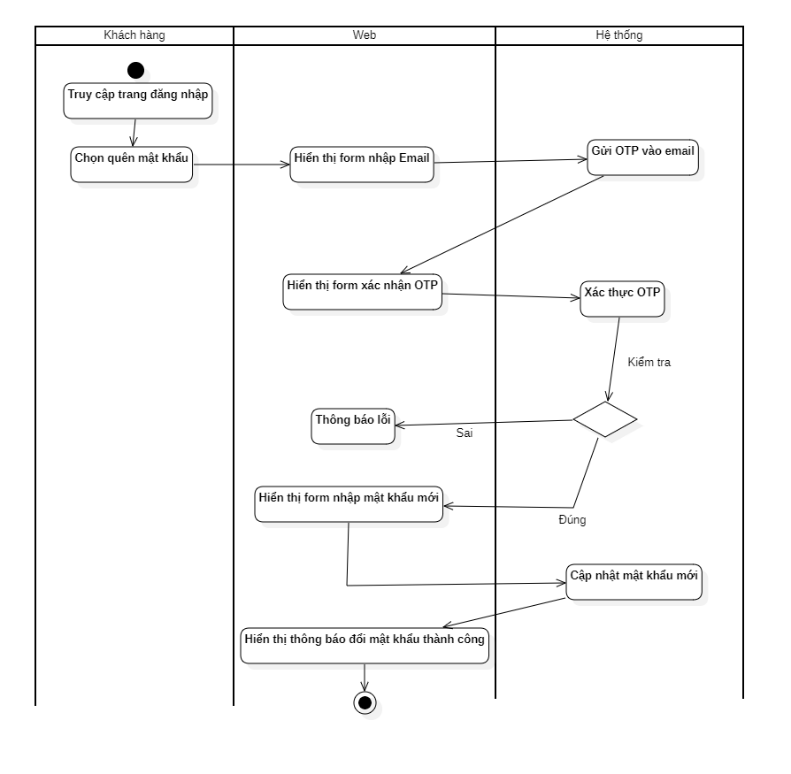 Khách hàng
Web
Hệ thống
Truy cập trang đăng nhập
Chọn quên mật khẩu
Hiển thị form nhập Email
Gửi OTP vào email
Hiển thị form xác nhận OTP
Xác thực OTP
Kiểm tra
Thông báo lỗi
Sai
Hiển thị form nhập mật khẩu mới
Đúng
Cập nhật mật khẩu mới
Hiển thị thông báo đổi mật khẩu thành công